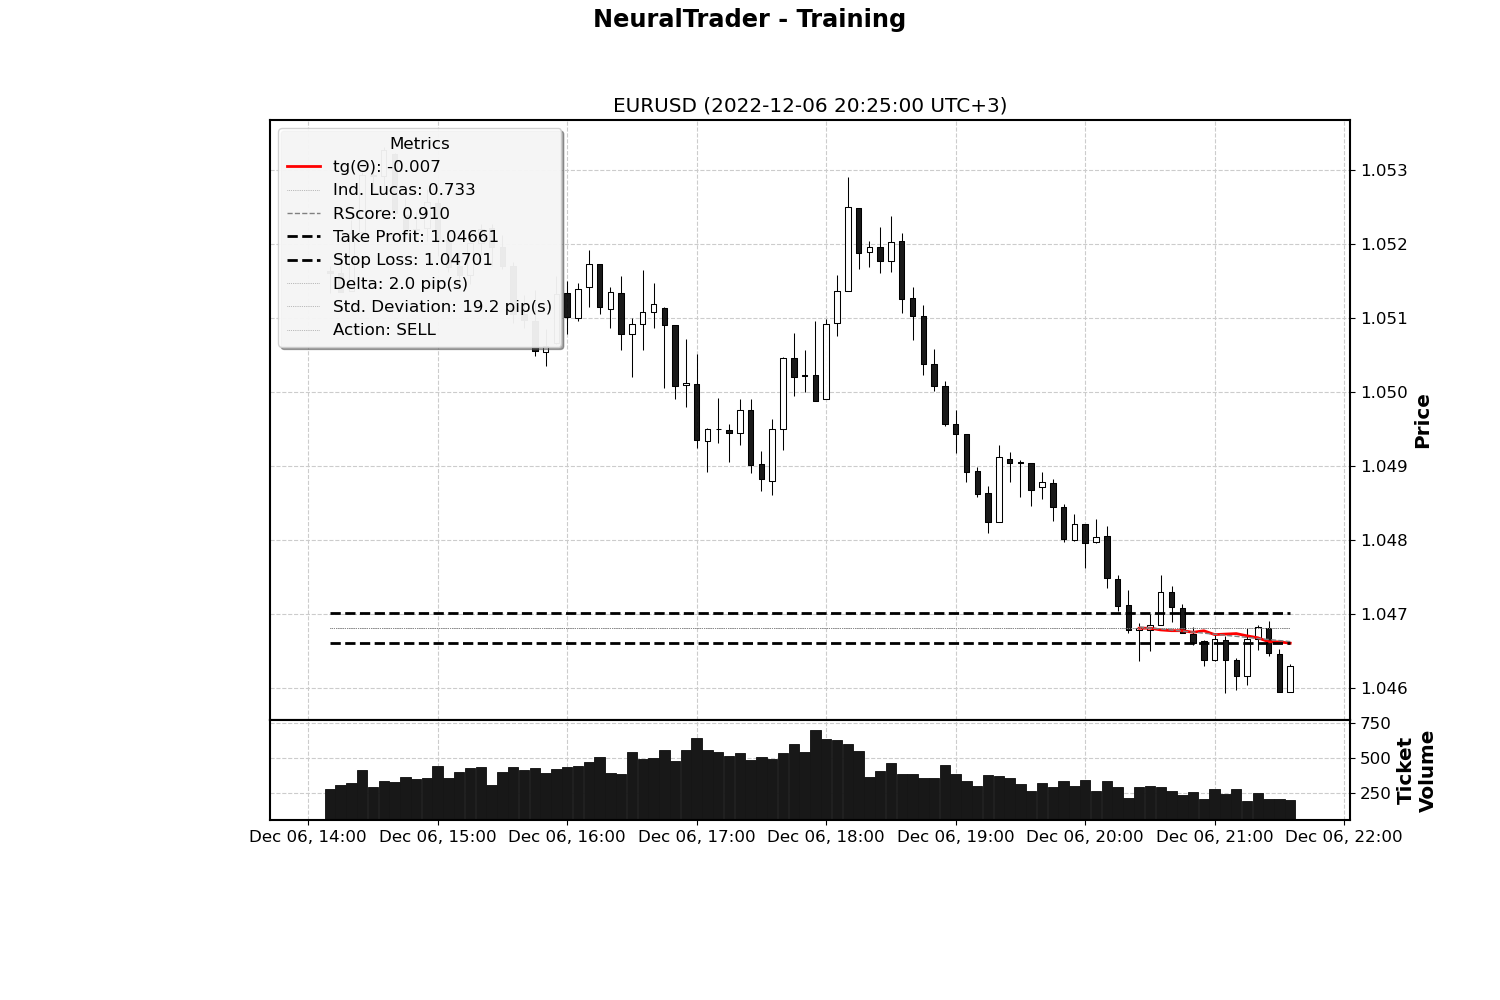 NeuralTrader - Training
EURUSD (2022-12-06 20:25:00 UTC+3)
Metrics
tg(Θ): -0.007
Ind. Lucas: 0.733
RScore: 0.910
Take Profit: 1.04661
Stop Loss: 1.04701
Delta: 2.0 pip(s)
Std. Deviation: 19.2 pip(s)
Action: SELL
1.053
1.052
1.051
1.050
1.049
1.048
1.047
1.046
Price
750
500
250
Ticket
Volume
Dec 06, 14:00
Dec 06, 15:00
Dec 06, 16:00
Dec 06, 17:00
Dec 06, 18:00
Dec 06, 19:00
Dec 06, 20:00
Dec 06, 21:00
Dec 06, 22:00